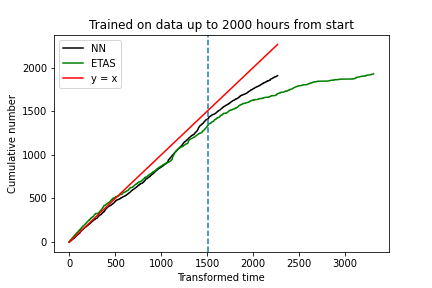 Trained on data up to 2000 hours from start
NN
ETAS
y = x
Cumulative number
2000
1500
1000
500
0
0 500 1000 1500 2000 2500 3000
Transformed time